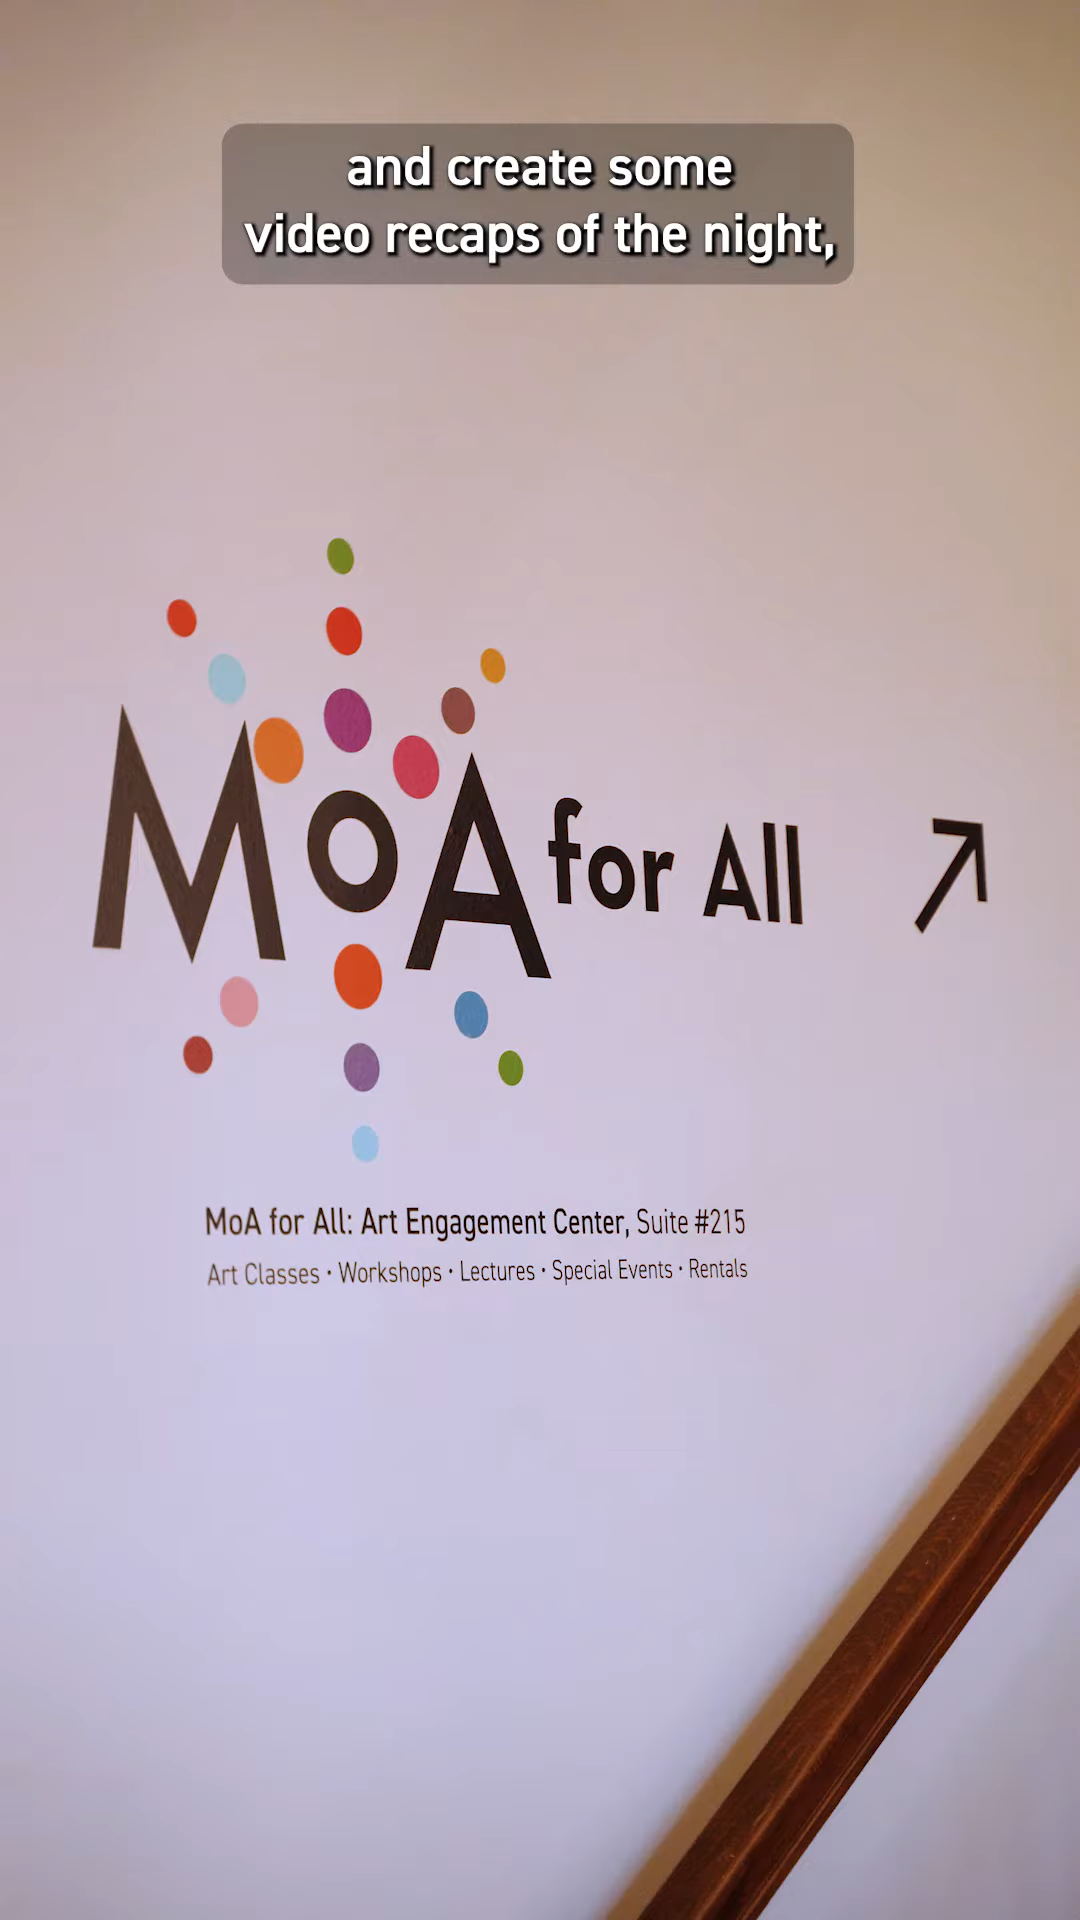 and create some
video recaps of the night,
MoA for All
MoA for All: Art Engagement Center, Suite #215
Art Classes • Workshops • Lectures • Special Events • Rentals